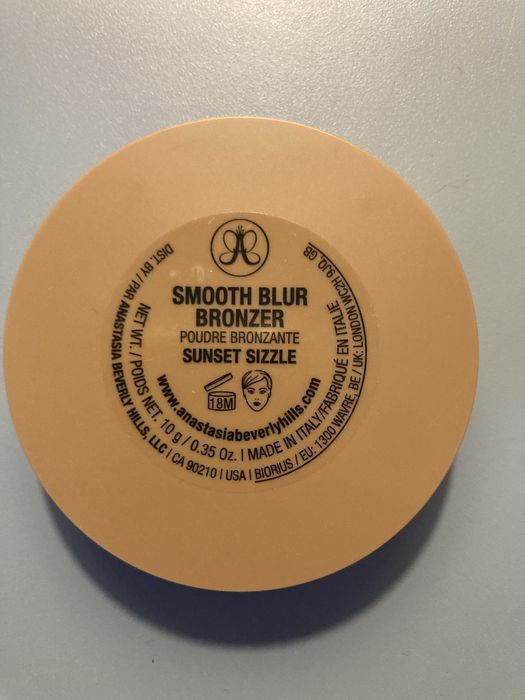 SMOOTH BLUR
BRONZER
POUDRE BRONZANTE
SUNSET SIZZLE
18M
www.anastasiabeverlyhills.com
NET WT. / POIDS NET. 10 g / 0.35 Oz. | MADE IN ITALY/FABRIQUÉ EN ITALIE
DIST. BY / PAR ANASTASIA BEVERLY HILLS, LLC | CA 90210 | USA | BIORIUS / EU: 1300 WAVRE, BE / UK: LONDON WC2H 9JQ, GB